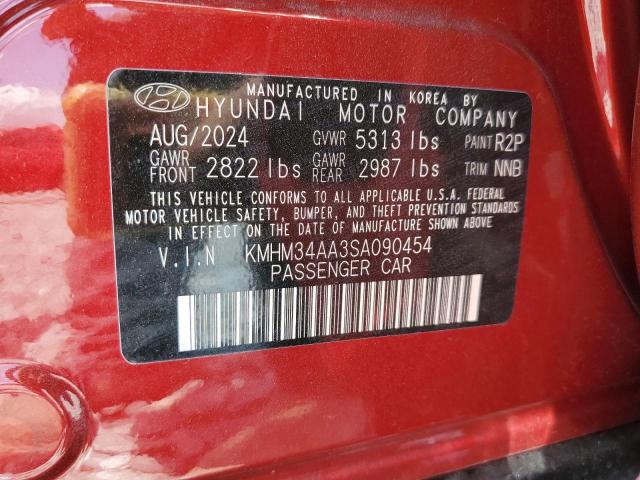 MANUFACTURED IN KOREA BY
HYUNDAI MOTOR COMPANY
AUG/2024 GVWR 5313 lbs PAINT R2P
GAWR FRONT 2822 lbs GAWR REAR 2987 lbs TRIM NNB
THIS VEHICLE CONFORMS TO ALL APPLICABLE U.S.A. FEDERAL
MOTOR VEHICLE SAFETY, BUMPER, AND THEFT PREVENTION STANDARDS
IN EFFECT ON THE DATE OF MANUFACTURE SHOWN ABOVE.
V.I.N KMHM34AA3SA090454
PASSENGER CAR